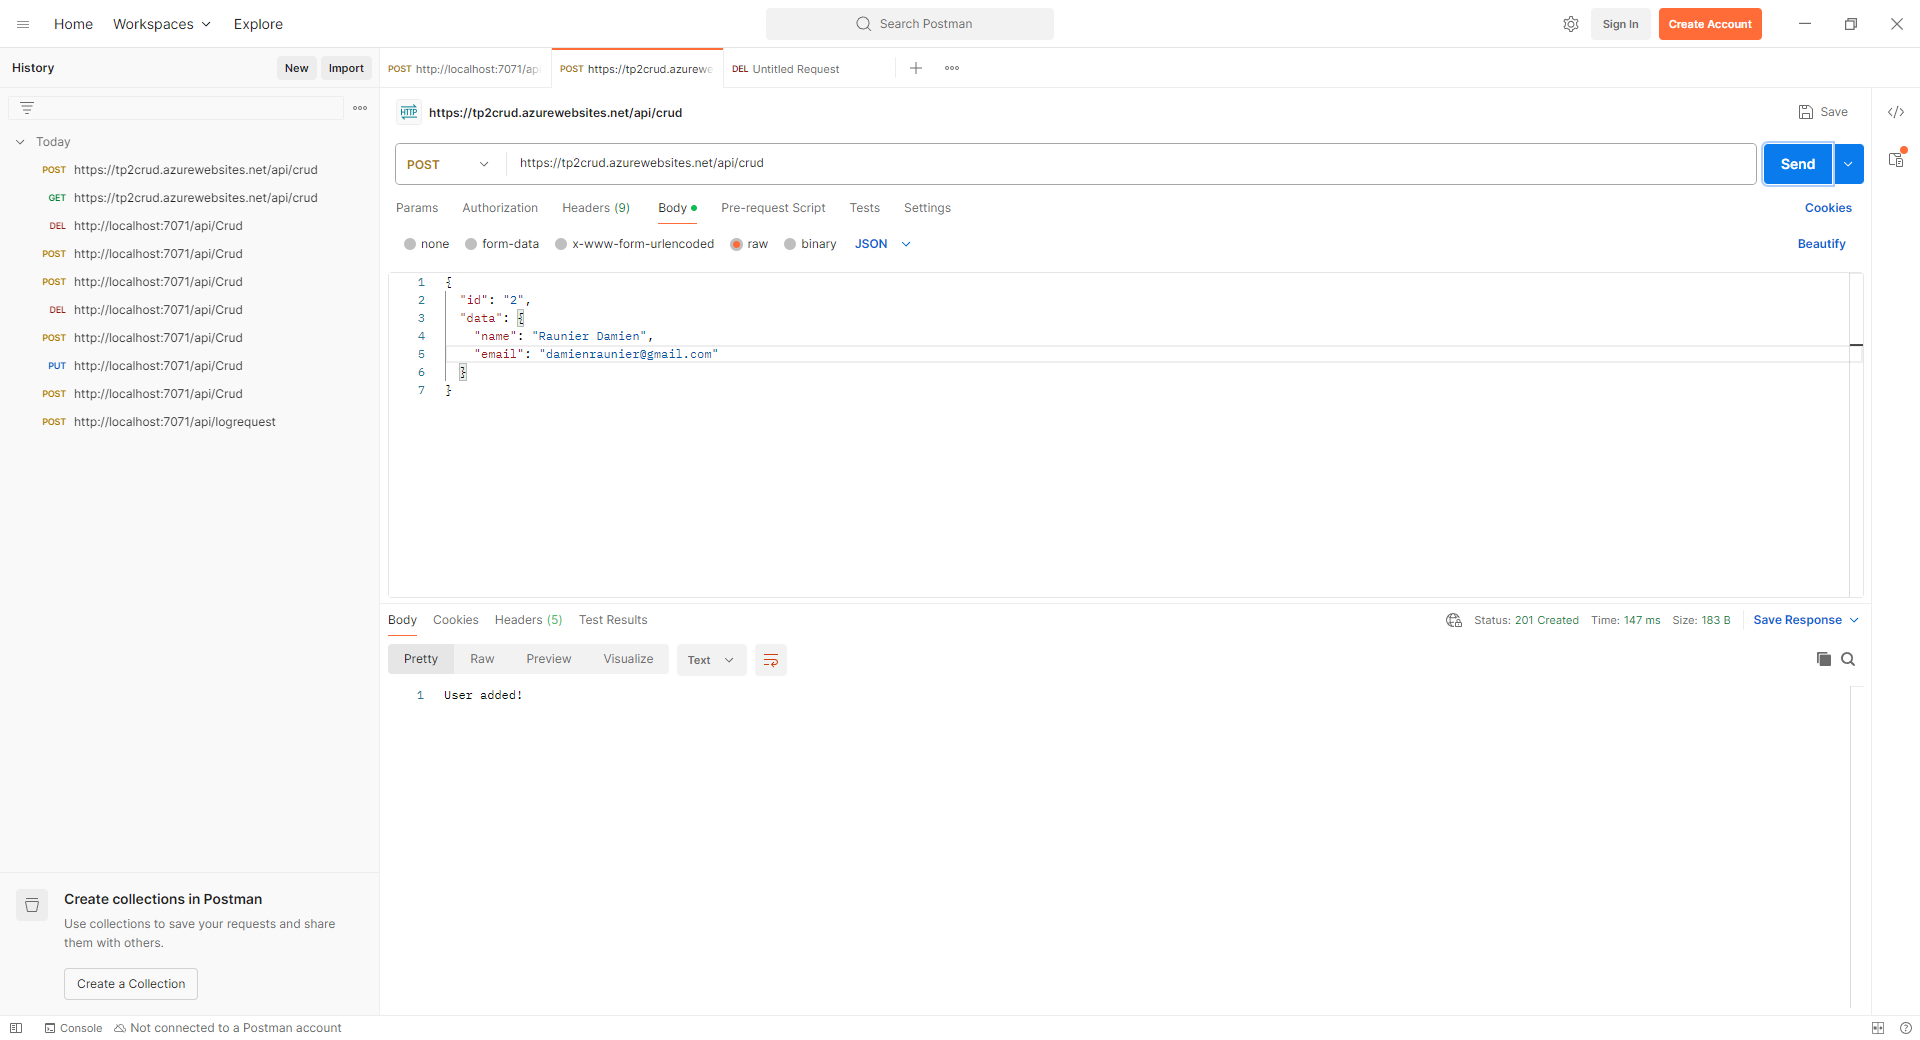 Home Workspaces Explore Search Postman Sign In Create Account
History New Import
POST http://localhost:7071/api POST https://tp2crud.azurewe DEL Untitled Request
HTTP https://tp2crud.azurewebsites.net/api/crud Save
Today
POST https://tp2crud.azurewebsites.net/api/crud
GET https://tp2crud.azurewebsites.net/api/crud
DEL http://localhost:7071/api/Crud
POST http://localhost:7071/api/Crud
POST http://localhost:7071/api/Crud
DEL http://localhost:7071/api/Crud
POST http://localhost:7071/api/Crud
PUT http://localhost:7071/api/Crud
POST http://localhost:7071/api/Crud
POST http://localhost:7071/api/logrequest
POST https://tp2crud.azurewebsites.net/api/crud Send
Params Authorization Headers (9) Body Pre-request Script Tests Settings Cookies
none form-data x-www-form-urlencoded raw binary JSON Beautify
1 {
2 "id": "2",
3 "data": {
4 "name": "Raunier Damien",
5 "email": "damienraunier@gmail.com"
6 }
7 }
Body Cookies Headers (5) Test Results Status: 201 Created Time: 147 ms Size: 183 B Save Response
Pretty Raw Preview Visualize Text
1 User added!
Create collections in Postman
Use collections to save your requests and share
them with others.
Create a Collection
Console Not connected to a Postman account